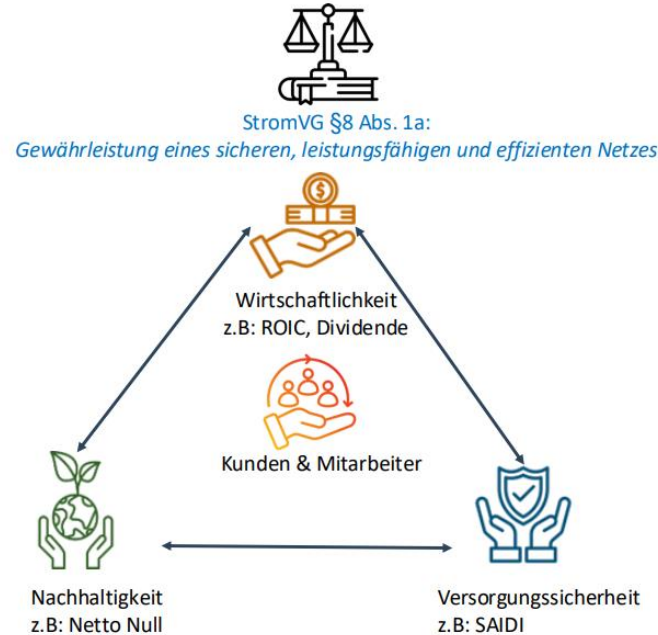 StromVG §8 Abs. 1a:
Gewährleistung eines sicheren, leistungsfähigen und effizienten Netzes
$
Wirtschaftlichkeit
z.B: ROIC, Dividende
Kunden & Mitarbeiter
Nachhaltigkeit
z.B: Netto Null
Versorgungssicherheit
z.B: SAIDI